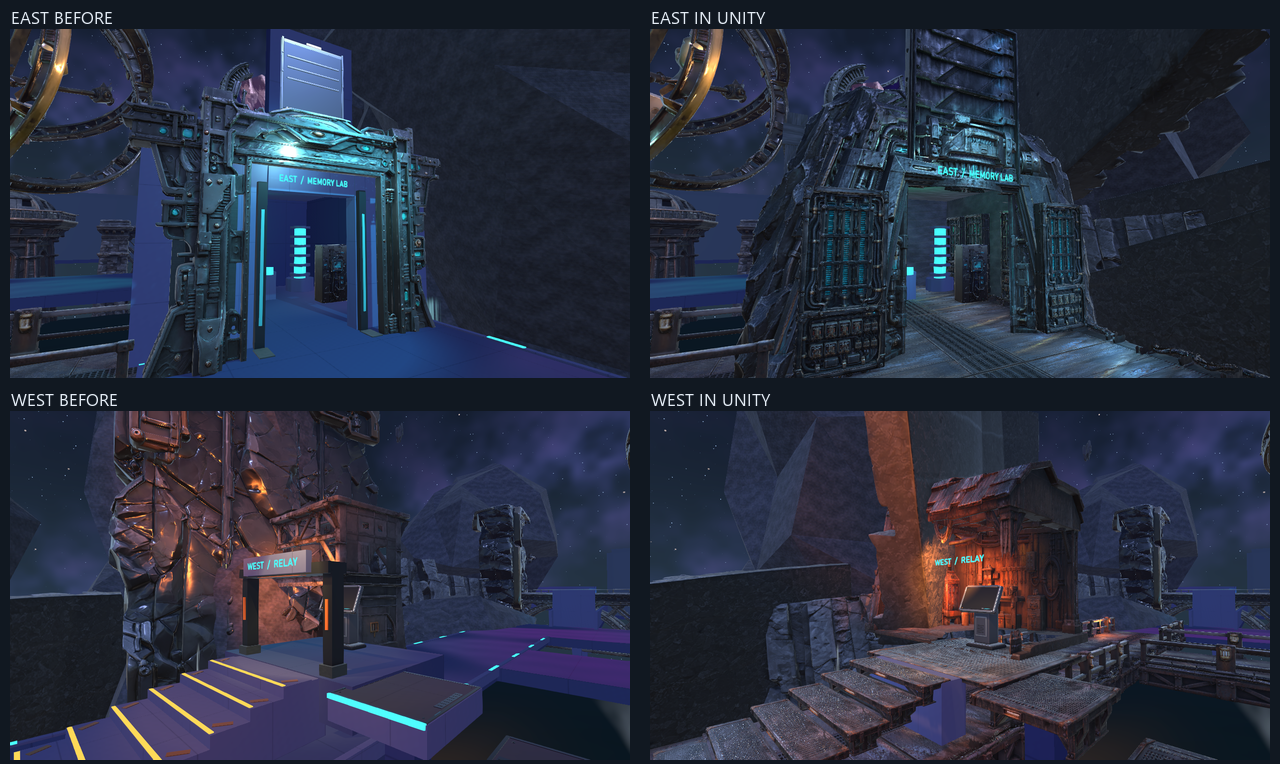 EAST BEFORE
EAST IN UNITY
EAST / MEMORY LAB
EAST / MEMORY LAB
WEST BEFORE
WEST IN UNITY
WEST / RELAY
WEST / RELAY